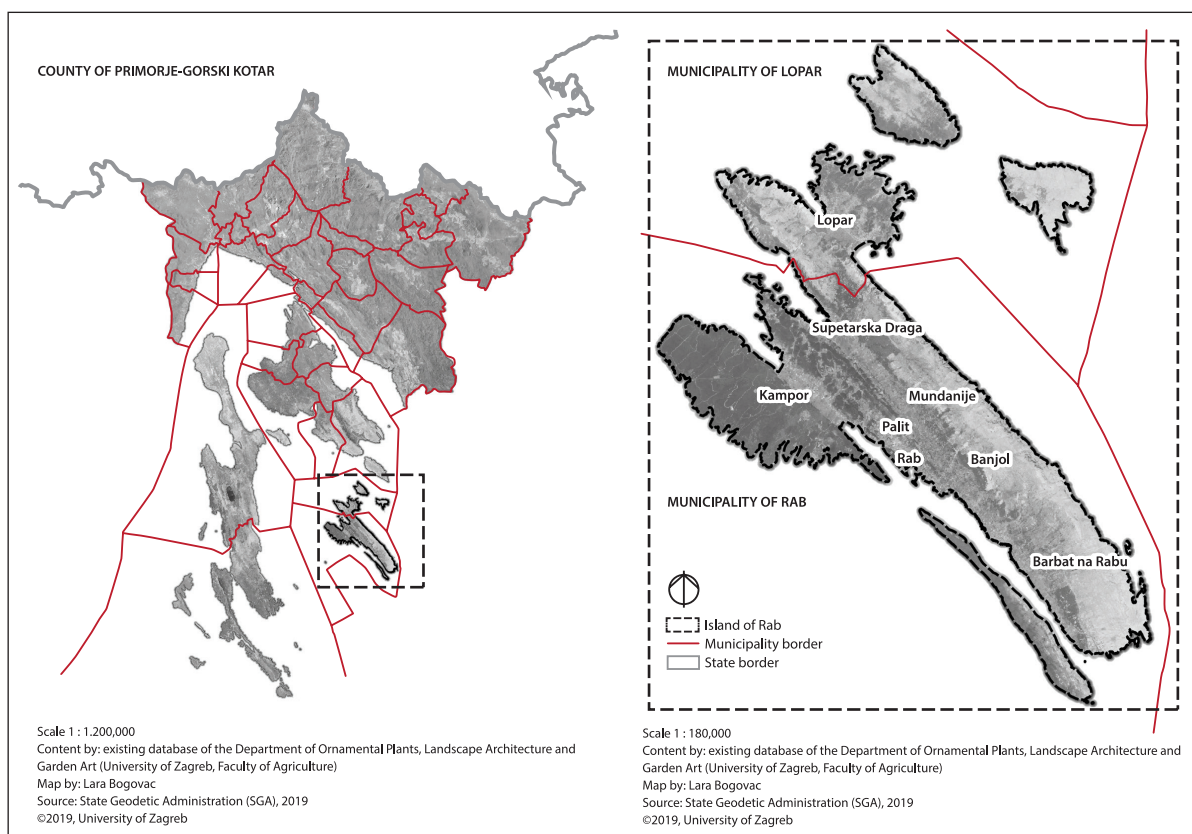 COUNTY OF PRIMORJE-GORSKI KOTAR
Scale 1 : 1.200,000
Content by: existing database of the Department of Ornamental Plants, Landscape Architecture and
Garden Art (University of Zagreb, Faculty of Agriculture)
Map by: Lara Bogovac
Source: State Geodetic Administration (SGA), 2019
©2019, University of Zagreb
MUNICIPALITY OF LOPAR
Lopar
Supetarska Draga
Kampor
Mundanije
Palit
Rab
Banjol
MUNICIPALITY OF RAB
Barbat na Rabu
Island of Rab
Municipality border
State border
Scale 1 : 180,000
Content by: existing database of the Department of Ornamental Plants, Landscape Architecture and
Garden Art (University of Zagreb, Faculty of Agriculture)
Map by: Lara Bogovac
Source: State Geodetic Administration (SGA), 2019
©2019, University of Zagreb